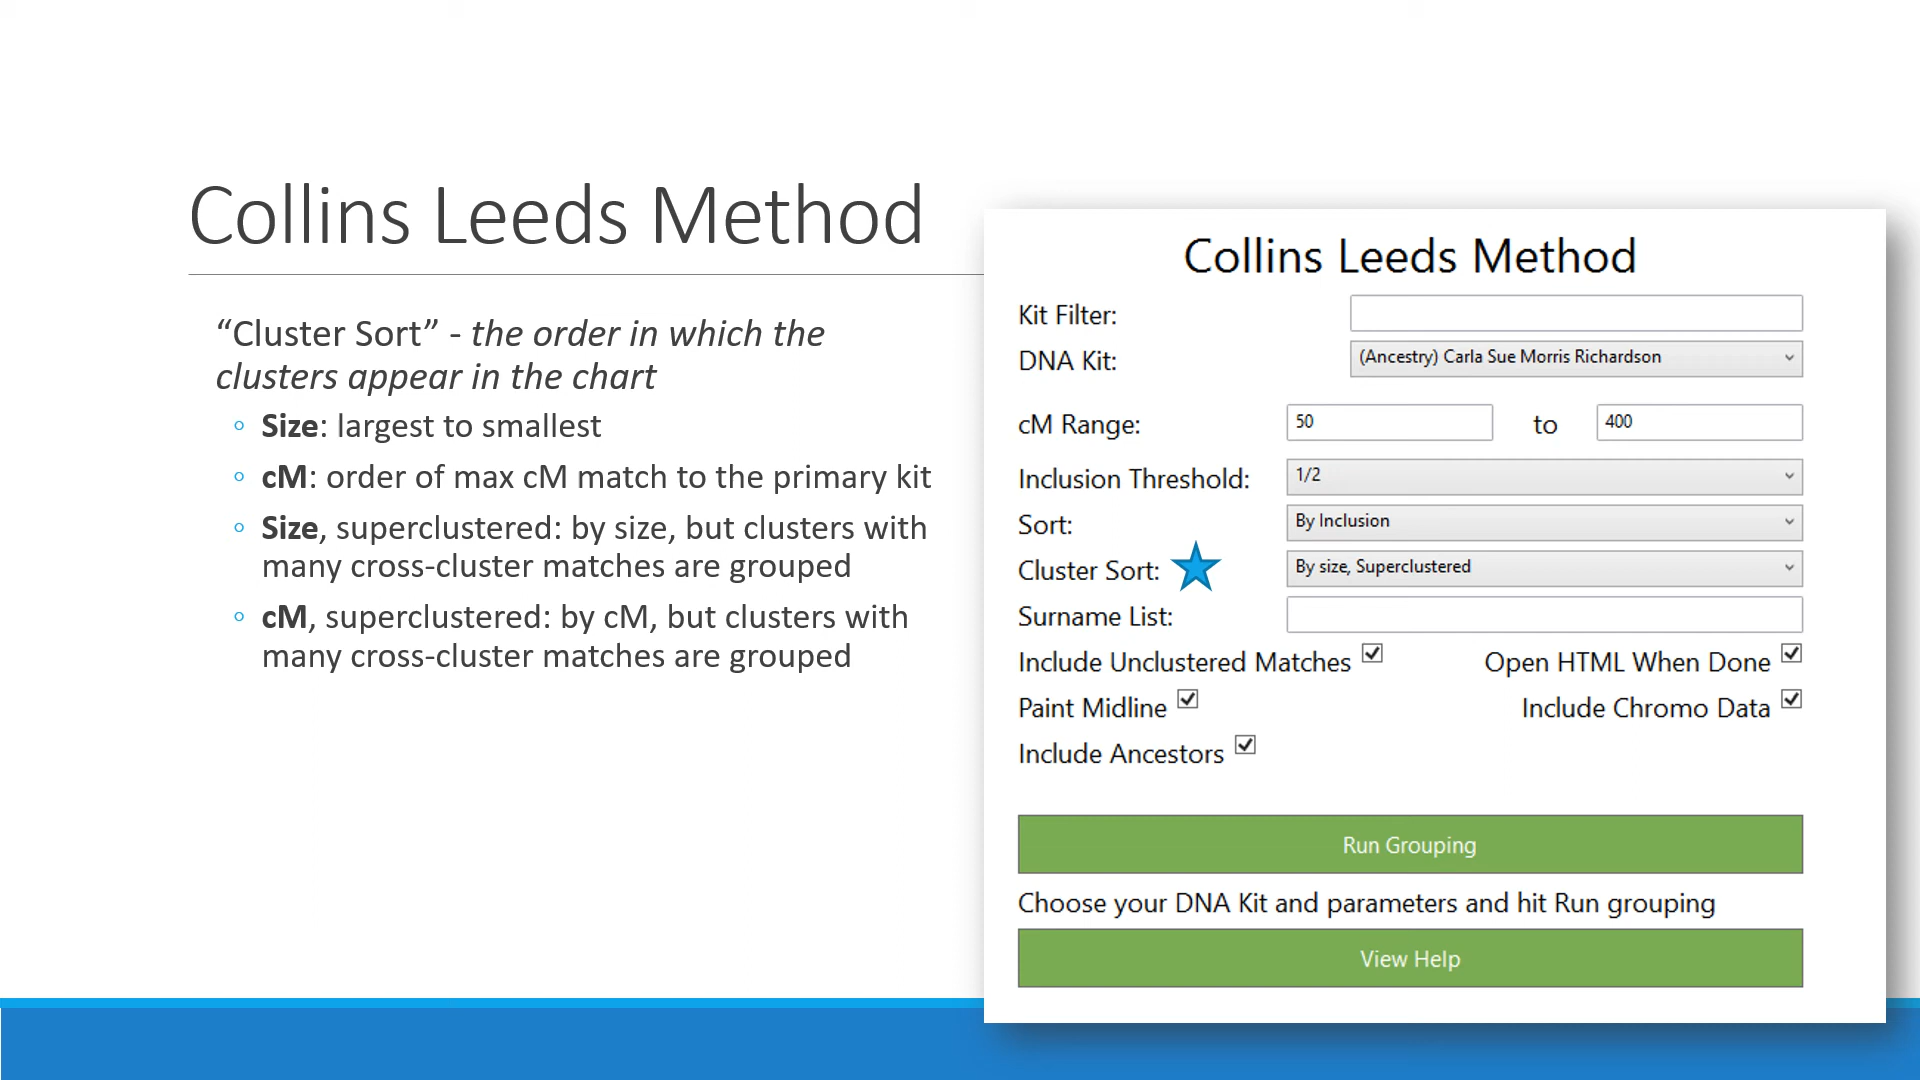 Collins Leeds Method
“Cluster Sort” - the order in which the
clusters appear in the chart
Size: largest to smallest
cM: order of max cM match to the primary kit
Size, superclustered: by size, but clusters with
many cross-cluster matches are grouped
cM, superclustered: by cM, but clusters with
many cross-cluster matches are grouped
Collins Leeds Method
Kit Filter:
DNA Kit: (Ancestry) Carla Sue Morris Richardson
cM Range: 50 to 400
Inclusion Threshold: 1/2
Sort: By Inclusion
Cluster Sort: By size, Superclustered
Surname List:
Include Unclustered Matches Open HTML When Done
Paint Midline Include Chromo Data
Include Ancestors
Run Grouping
Choose your DNA Kit and parameters and hit Run grouping
View Help